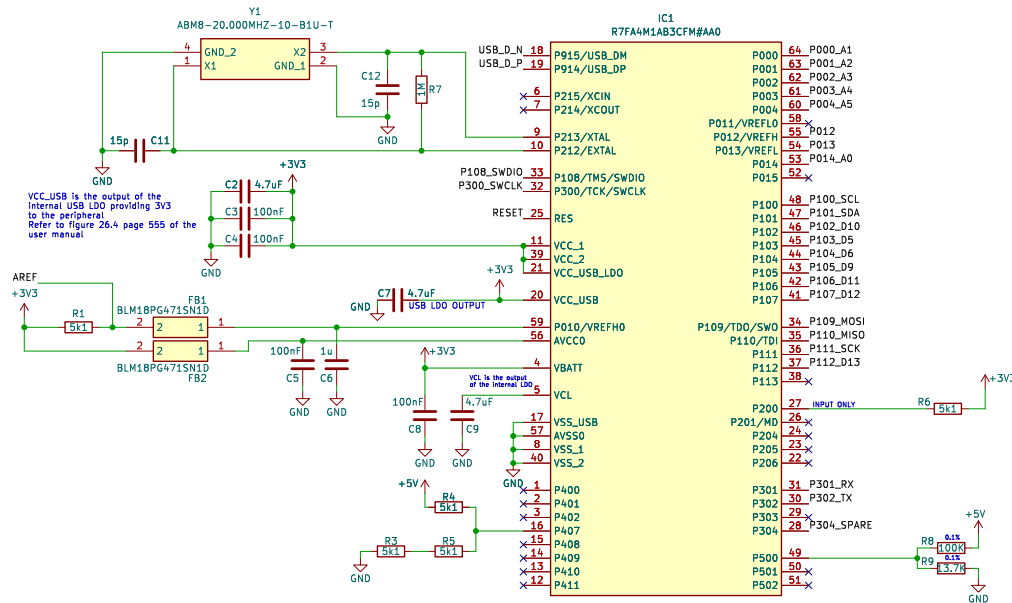 Y1
ABM8-20.000MHZ-10-B1U-T
4 GND_2 X2 3
1 X1 GND_1 2
C12
15p
1M R7
GND
15p C11
GND
VCC_USB is the output of the
internal USB LDO providing 3V3
to the peripheral
Refer to figure 26.4 page 555 of the
user manual
+3V3
C2 4.7uF
C3 100nF
C4 100nF
GND
AREF
+3V3
R1
5k1
FB1
BLM18PG471SN1D
2 2 1 1
2 2 1 1
BLM18PG471SN1D
FB2
+3V3
C7 4.7uF
GND
USB LDO OUTPUT
100nF
C5
GND
1u
C6
GND
+3V3
VCL is the output
of the internal LDO
100nF
C8
GND
4.7uF
C9
GND
GND
+5V
R4
5k1
R3
5k1
R5
5k1
GND
IC1
R7FA4M1AB3CFM#AA0
USB_D_N 18 P915/USB_DM
USB_D_P 19 P914/USB_DP
6 P215/XCIN
7 P214/XCOUT
9 P213/XTAL
10 P212/EXTAL
P108_SWDIO 33 P108/TMS/SWDIO
P300_SWCLK 32 P300/TCK/SWCLK
RESET 25 RES
11 VCC_1
39 VCC_2
21 VCC_USB_LDO
20 VCC_USB
59 P010/VREFH0
56 AVCC0
4 VBATT
5 VCL
17 VSS_USB
57 AVSS0
8 VSS_1
40 VSS_2
1 P400
2 P401
3 P402
16 P407
15 P408
14 P409
13 P410
12 P411
P000 64 P000_A1
P001 63 P001_A2
P002 62 P002_A3
P003 61 P003_A4
P004 60 P004_A5
P011/VREFL0 58
P012/VREFH 55 P012
P013/VREFL 54 P013
P014 53 P014_A0
P015 52
P100 48 P100_SCL
P101 47 P101_SDA
P102 46 P102_D10
P103 45 P103_D5
P104 44 P104_D6
P105 43 P105_D9
P106 42 P106_D11
P107 41 P107_D12
P109/TDO/SWO 34 P109_MOSI
P110/TDI 35 P110_MISO
P111 36 P111_SCK
P112 37 P112_D13
P113 38
P200 27 INPUT ONLY
P201/MD 26
P204 24
P205 23
P206 22
P301 31 P301_RX
P302 30 P302_TX
P303 29
P304 28 P304_SPARE
P500 49
P501 50
P502 51
+3V3
R6
5k1
+5V
0.1%
R8
100K
0.1%
R9
13.7K
GND